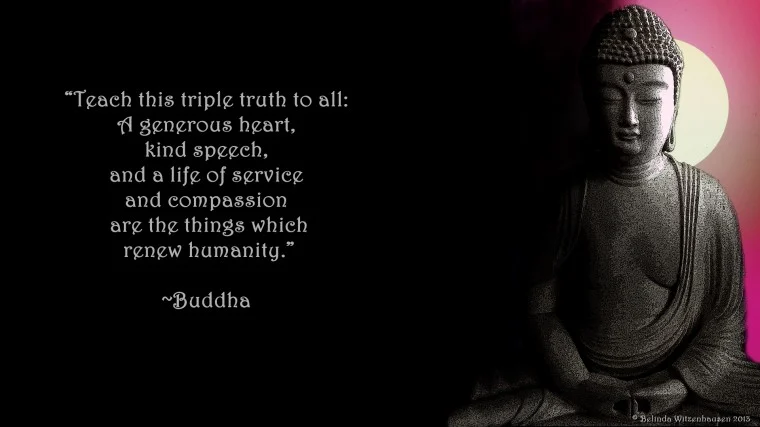 “Teach this triple truth to all:
A generous heart,
kind speech,
and a life of service
and compassion
are the things which
renew humanity.”
~Buddha
© Belinda Witzenhausen 2013